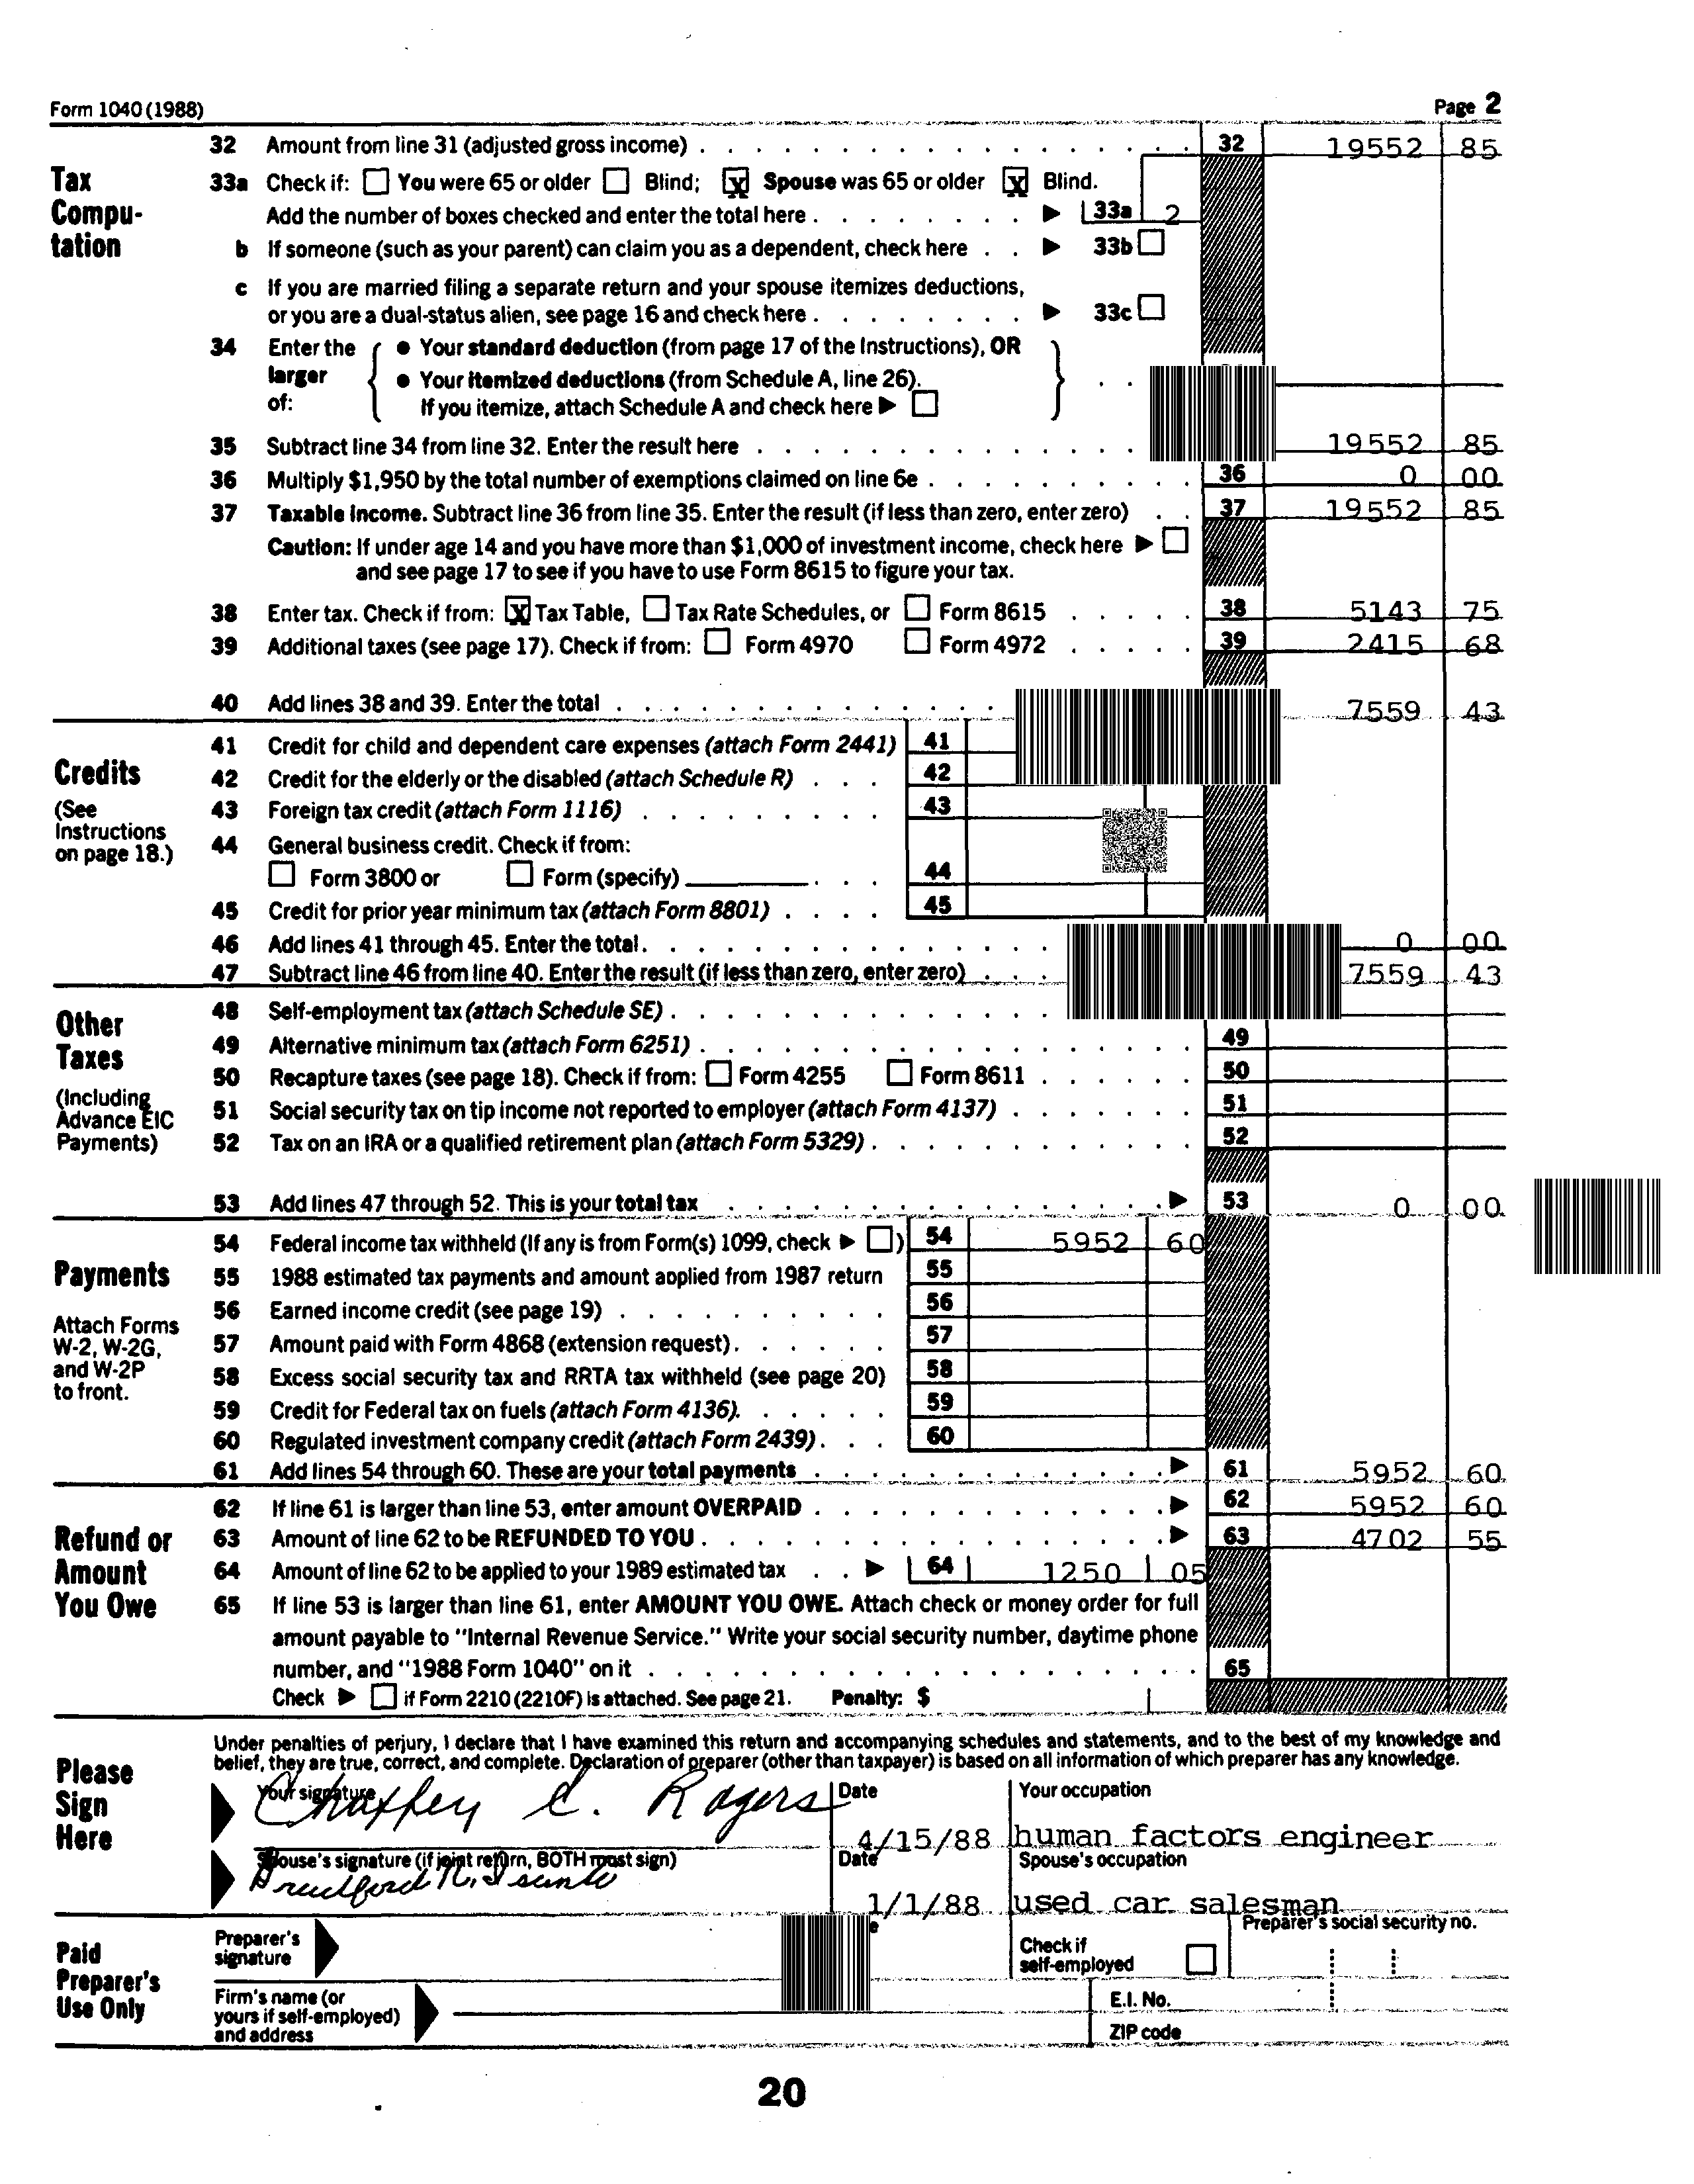 Form 1040 (1988) Page 2
32 Amount from line 31 (adjusted gross income) . . . 32 19552 85
Tax Compu-tation
33a Check if: You were 65 or older Blind; X Spouse was 65 or older X Blind.
Add the number of boxes checked and enter the total here . . . 33a 2
b If someone (such as your parent) can claim you as a dependent, check here . . 33b
c If you are married filing a separate return and your spouse itemizes deductions,
or you are a dual-status alien, see page 16 and check here . . . 33c
34 Enter the larger of:
● Your standard deduction (from page 17 of the Instructions), OR
● Your itemized deductions (from Schedule A, line 26).
If you itemize, attach Schedule A and check here
35 Subtract line 34 from line 32. Enter the result here . . . 19552 85
36 Multiply $1,950 by the total number of exemptions claimed on line 6e . . . 36 0 00
37 Taxable Income. Subtract line 36 from line 35. Enter the result (if less than zero, enter zero) . . 37 19552 85
Caution: If under age 14 and you have more than $1,000 of investment income, check here
and see page 17 to see if you have to use Form 8615 to figure your tax.
38 Enter tax. Check if from: X Tax Table, Tax Rate Schedules, or Form 8615 . . . 38 5143 75
39 Additional taxes (see page 17). Check if from: Form 4970 Form 4972 . . . 39 2415 68
40 Add lines 38 and 39. Enter the total . . . 7559 43
Credits
(See Instructions on page 18.)
41 Credit for child and dependent care expenses (attach Form 2441) 41
42 Credit for the elderly or the disabled (attach Schedule R) . . . 42
43 Foreign tax credit (attach Form 1116) . . . 43
44 General business credit. Check if from:
Form 3800 or Form (specify) . . . 44
45 Credit for prior year minimum tax (attach Form 8801) . . . 45
46 Add lines 41 through 45. Enter the total. . . . 0 00
47 Subtract line 46 from line 40. Enter the result (if less than zero, enter zero) . . . 7559 43
Other Taxes
(Including Advance EIC Payments)
48 Self-employment tax (attach Schedule SE) . . .
49 Alternative minimum tax (attach Form 6251) . . . 49
50 Recapture taxes (see page 18). Check if from: Form 4255 Form 8611 . . . 50
51 Social security tax on tip income not reported to employer (attach Form 4137) . . . 51
52 Tax on an IRA or a qualified retirement plan (attach Form 5329) . . . 52
53 Add lines 47 through 52. This is your total tax . . . 53 0 00
Payments
Attach Forms W-2, W-2G, and W-2P to front.
54 Federal income tax withheld (If any is from Form(s) 1099, check ) 54 5952 60
55 1988 estimated tax payments and amount applied from 1987 return 55
56 Earned income credit (see page 19) . . . 56
57 Amount paid with Form 4868 (extension request). . . . 57
58 Excess social security tax and RRTA tax withheld (see page 20) 58
59 Credit for Federal tax on fuels (attach Form 4136). . . . 59
60 Regulated investment company credit (attach Form 2439) . . . 60
61 Add lines 54 through 60. These are your total payments . . . 61 5952 60
Refund or Amount You Owe
62 If line 61 is larger than line 53, enter amount OVERPAID . . . 62 5952 60
63 Amount of line 62 to be REFUNDED TO YOU . . . 63 4702 55
64 Amount of line 62 to be applied to your 1989 estimated tax . . 64 1250 05
65 If line 53 is larger than line 61, enter AMOUNT YOU OWE. Attach check or money order for full
amount payable to "Internal Revenue Service." Write your social security number, daytime phone
number, and "1988 Form 1040" on it . . . 65
Check if Form 2210 (2210F) is attached. See page 21. Penalty: $
Please Sign Here
Under penalties of perjury, I declare that I have examined this return and accompanying schedules and statements, and to the best of my knowledge and
belief, they are true, correct, and complete. Declaration of preparer (other than taxpayer) is based on all information of which preparer has any knowledge.
Your signature Date Your occupation
Chaffey C. Rogers 4/15/88 human factors engineer
Spouse's signature (if joint return, BOTH must sign) Date Spouse's occupation
1/1/88 used car salesman
Paid Preparer's Use Only
Preparer's signature Check if self-employed Preparer's social security no.
Firm's name (or yours if self-employed) and address E.I. No.
ZIP code
20